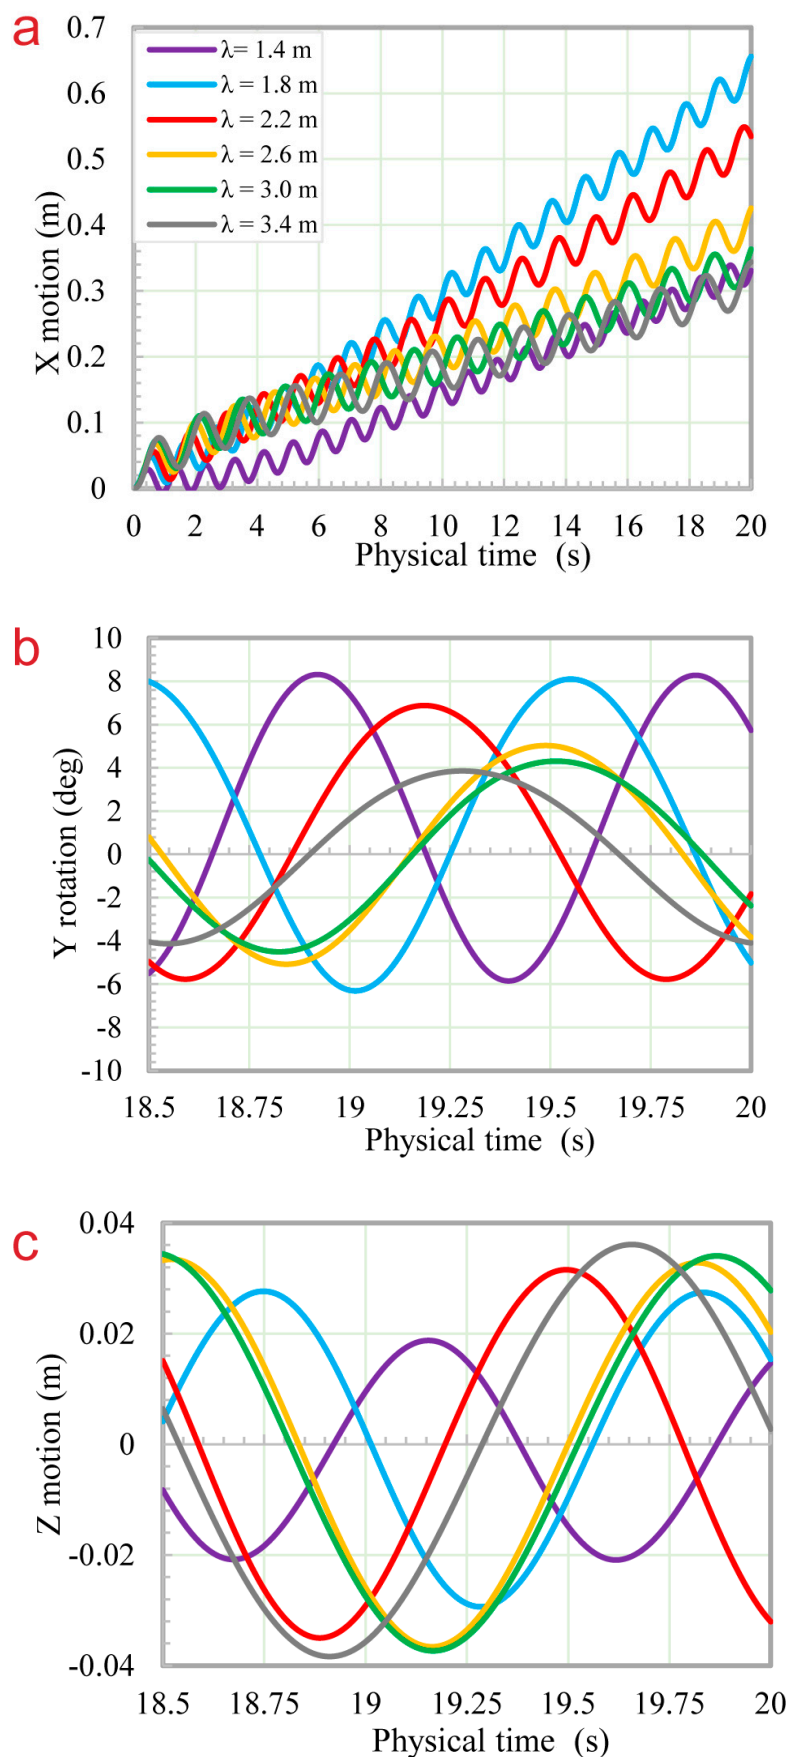 a
0.7
0.6
0.5
0.4
0.3
0.2
0.1
0
X motion (m)
λ= 1.4 m
λ = 1.8 m
λ = 2.2 m
λ = 2.6 m
λ = 3.0 m
λ = 3.4 m
0 2 4 6 8 10 12 14 16 18 20
Physical time (s)
b
10
8
6
4
2
0
-2
-4
-6
-8
-10
Y rotation (deg)
18.5 18.75 19 19.25 19.5 19.75 20
Physical time (s)
c
0.04
0.02
0
-0.02
-0.04
Z motion (m)
18.5 18.75 19 19.25 19.5 19.75 20
Physical time (s)